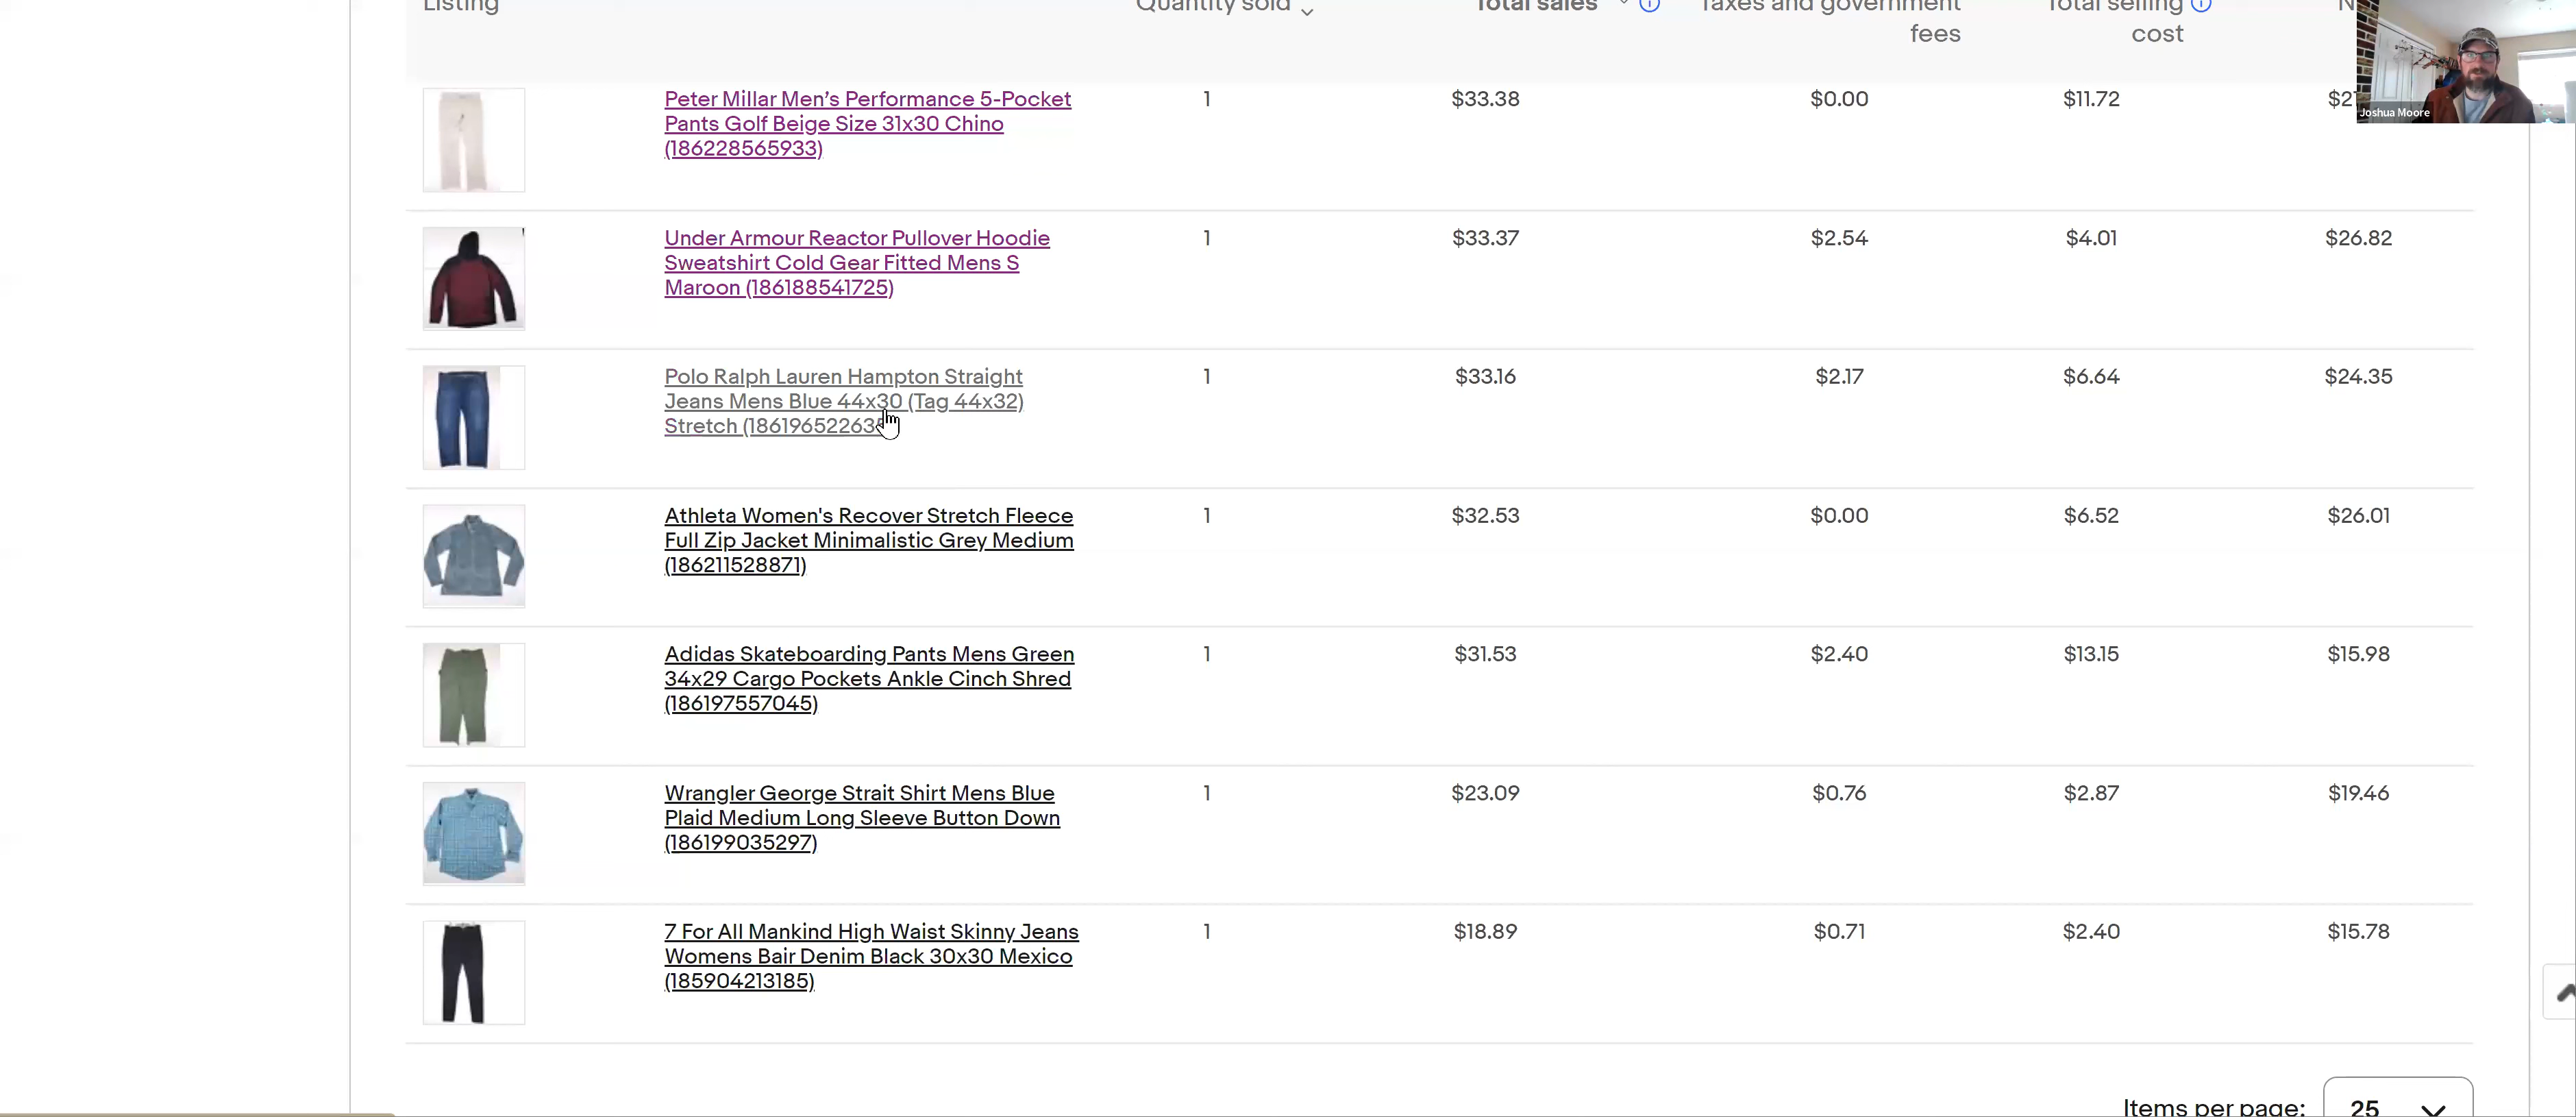 Listing
Quantity sold
Total sales
Taxes and government
fees
Total selling
cost
N
Joshua Moore
Peter Millar Men's Performance 5-Pocket
Pants Golf Beige Size 31x30 Chino
(186228565933)
1
$33.38
$0.00
$11.72
$2
Under Armour Reactor Pullover Hoodie
Sweatshirt Cold Gear Fitted Mens S
Maroon (186188541725)
1
$33.37
$2.54
$4.01
$26.82
Polo Ralph Lauren Hampton Straight
Jeans Mens Blue 44x30 (Tag 44x32)
Stretch (18619652263
1
$33.16
$2.17
$6.64
$24.35
Athleta Women's Recover Stretch Fleece
Full Zip Jacket Minimalistic Grey Medium
(186211528871)
1
$32.53
$0.00
$6.52
$26.01
Adidas Skateboarding Pants Mens Green
34x29 Cargo Pockets Ankle Cinch Shred
(186197557045)
1
$31.53
$2.40
$13.15
$15.98
Wrangler George Strait Shirt Mens Blue
Plaid Medium Long Sleeve Button Down
(186199035297)
1
$23.09
$0.76
$2.87
$19.46
7 For All Mankind High Waist Skinny Jeans
Womens Bair Denim Black 30x30 Mexico
(185904213185)
1
$18.89
$0.71
$2.40
$15.78
Items per page:
25